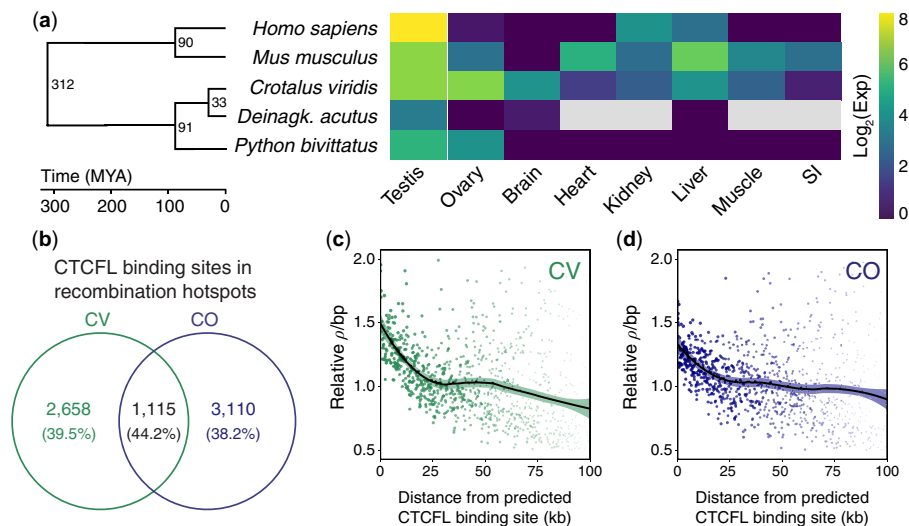 (a)
Homo sapiens
Mus musculus
Crotalus viridis
Deinagk. acutus
Python bivittatus
90
312
33
91
Time (MYA)
300 200 100 0
Testis
Ovary
Brain
Heart
Kidney
Liver
Muscle
SI
8
6
4
2
0
Log₂(Exp)
(b)
CTCFL binding sites in
recombination hotspots
CV CO
2,658
(39.5%)
1,115
(44.2%)
3,110
(38.2%)
(c)
CV
2.0
1.5
1.0
0.5
Relative ρ/bp
0 25 50 75 100
Distance from predicted
CTCFL binding site (kb)
(d)
CO
2.0
1.5
1.0
0.5
Relative ρ/bp
0 25 50 75 100
Distance from predicted
CTCFL binding site (kb)